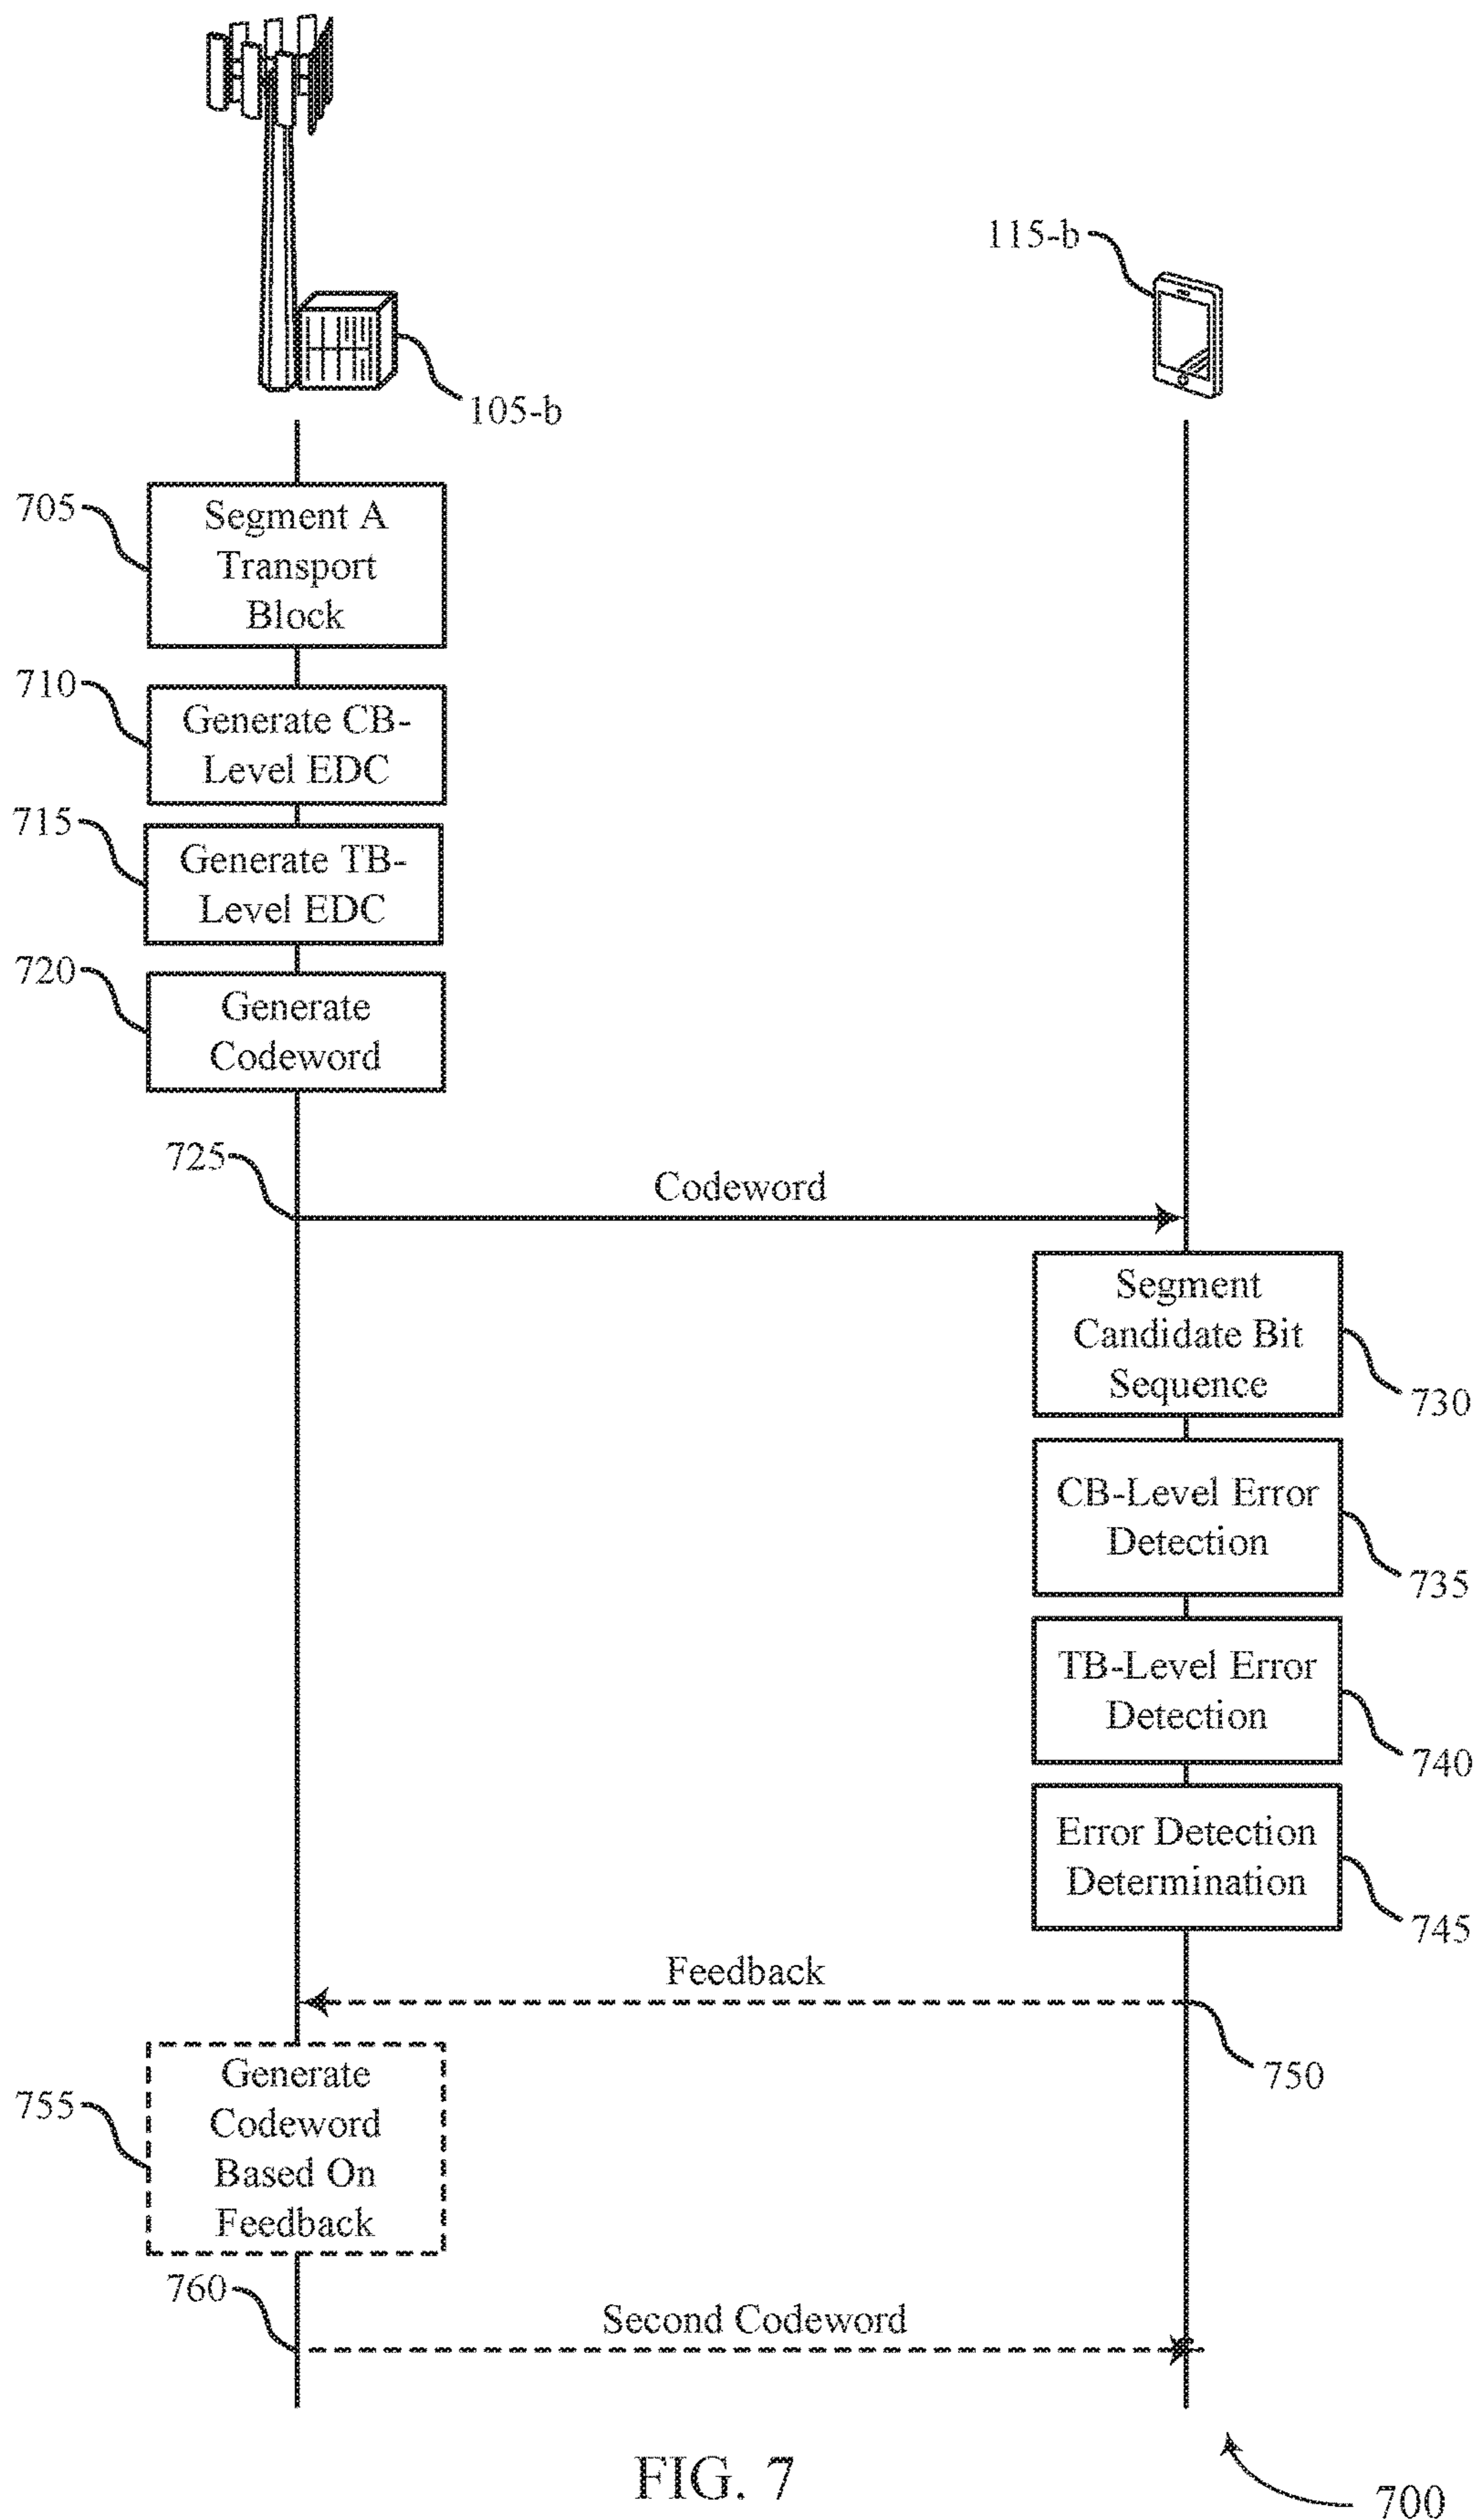 115-b
105-b
705
Segment A
Transport
Block
710
Generate CB-
Level EDC
715
Generate TB-
Level EDC
720
Generate
Codeword
725
Codeword
Segment
Candidate Bit
Sequence
730
CB-Level Error
Detection
735
TB-Level Error
Detection
740
Error Detection
Determination
745
Feedback
750
755
Generate
Codeword
Based On
Feedback
760
Second Codeword
FIG. 7
700